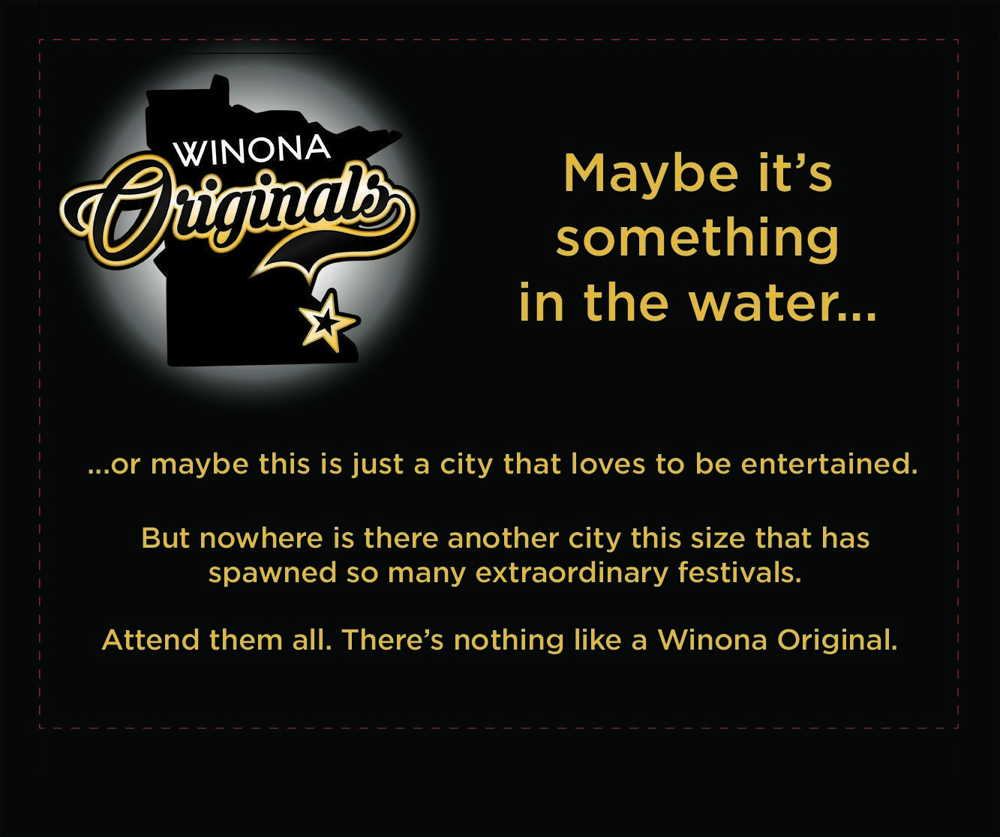 WINONA
Originals
Maybe it’s
something
in the water...
...or maybe this is just a city that loves to be entertained.
But nowhere is there another city this size that has
spawned so many extraordinary festivals.
Attend them all. There’s nothing like a Winona Original.